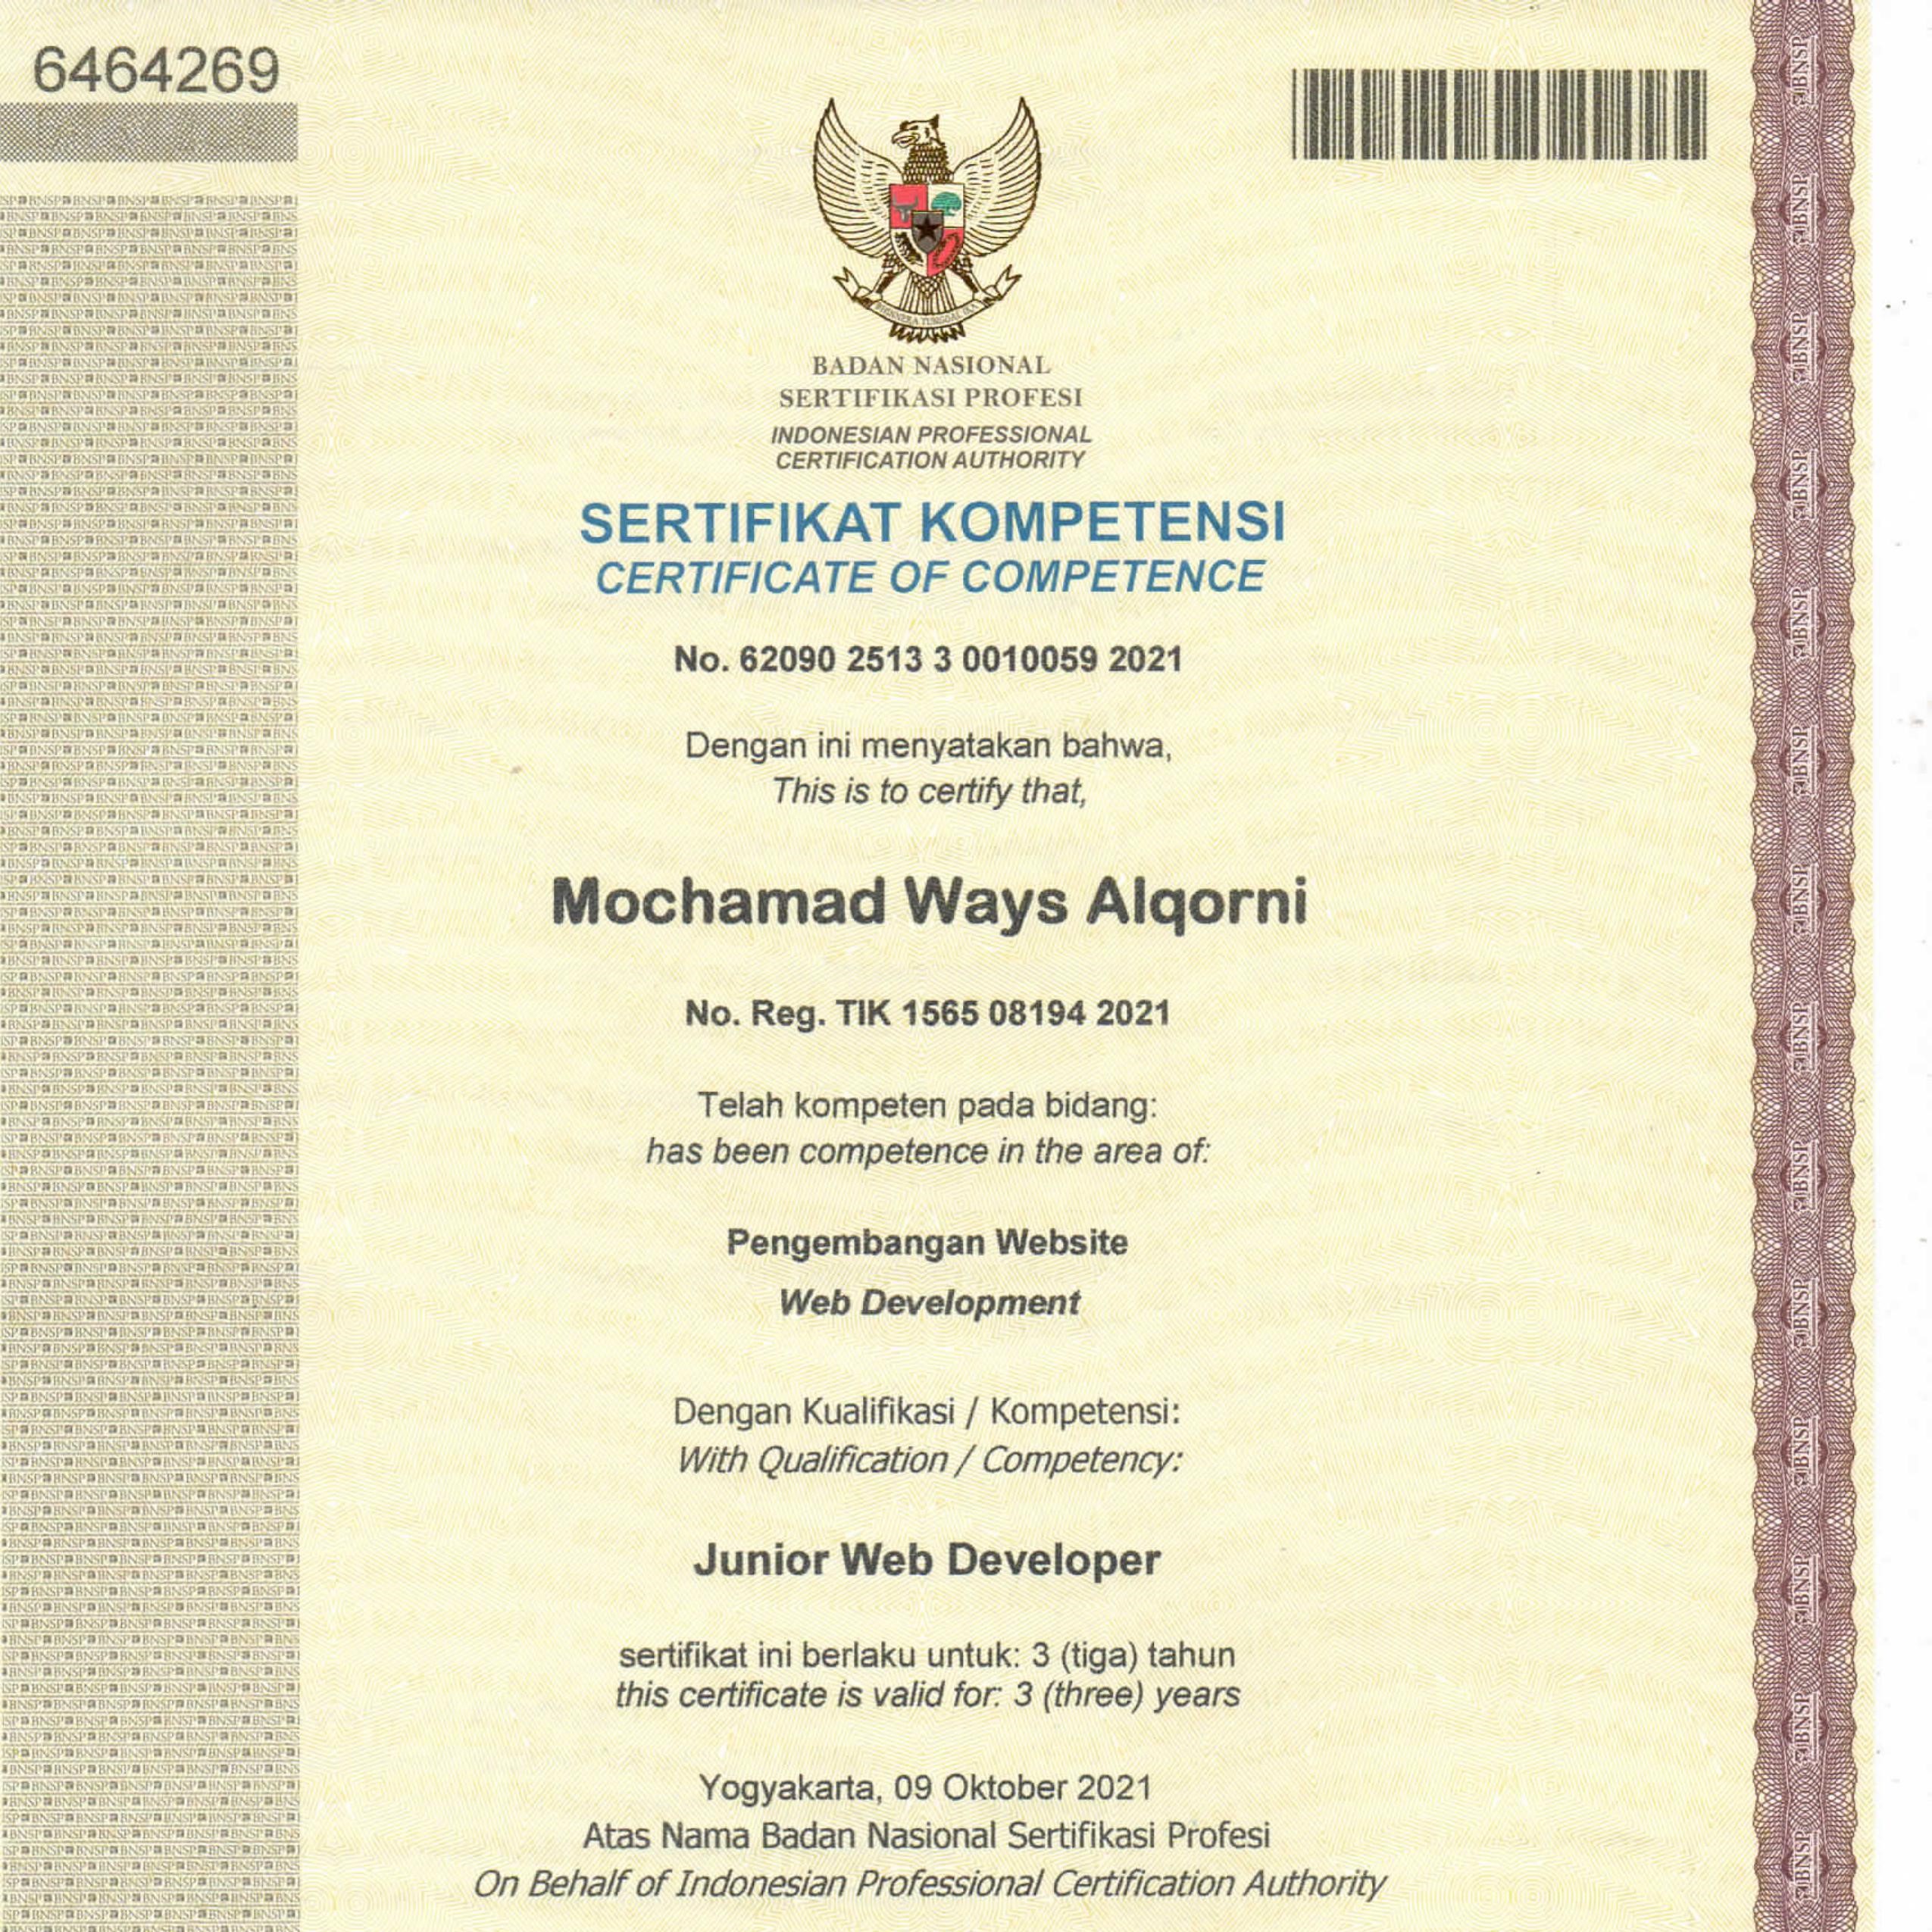 6464269
BHINNEKA TUNGGAL IKA
BADAN NASIONAL
SERTIFIKASI PROFESI
INDONESIAN PROFESSIONAL
CERTIFICATION AUTHORITY
SERTIFIKAT KOMPETENSI
CERTIFICATE OF COMPETENCE
No. 62090 2513 3 0010059 2021
Dengan ini menyatakan bahwa,
This is to certify that,
Mochamad Ways Alqorni
No. Reg. TIK 1565 08194 2021
Telah kompeten pada bidang:
has been competence in the area of:
Pengembangan Website
Web Development
Dengan Kualifikasi / Kompetensi:
With Qualification / Competency:
Junior Web Developer
sertifikat ini berlaku untuk: 3 (tiga) tahun
this certificate is valid for: 3 (three) years
Yogyakarta, 09 Oktober 2021
Atas Nama Badan Nasional Sertifikasi Profesi
On Behalf of Indonesian Professional Certification Authority
BNSP